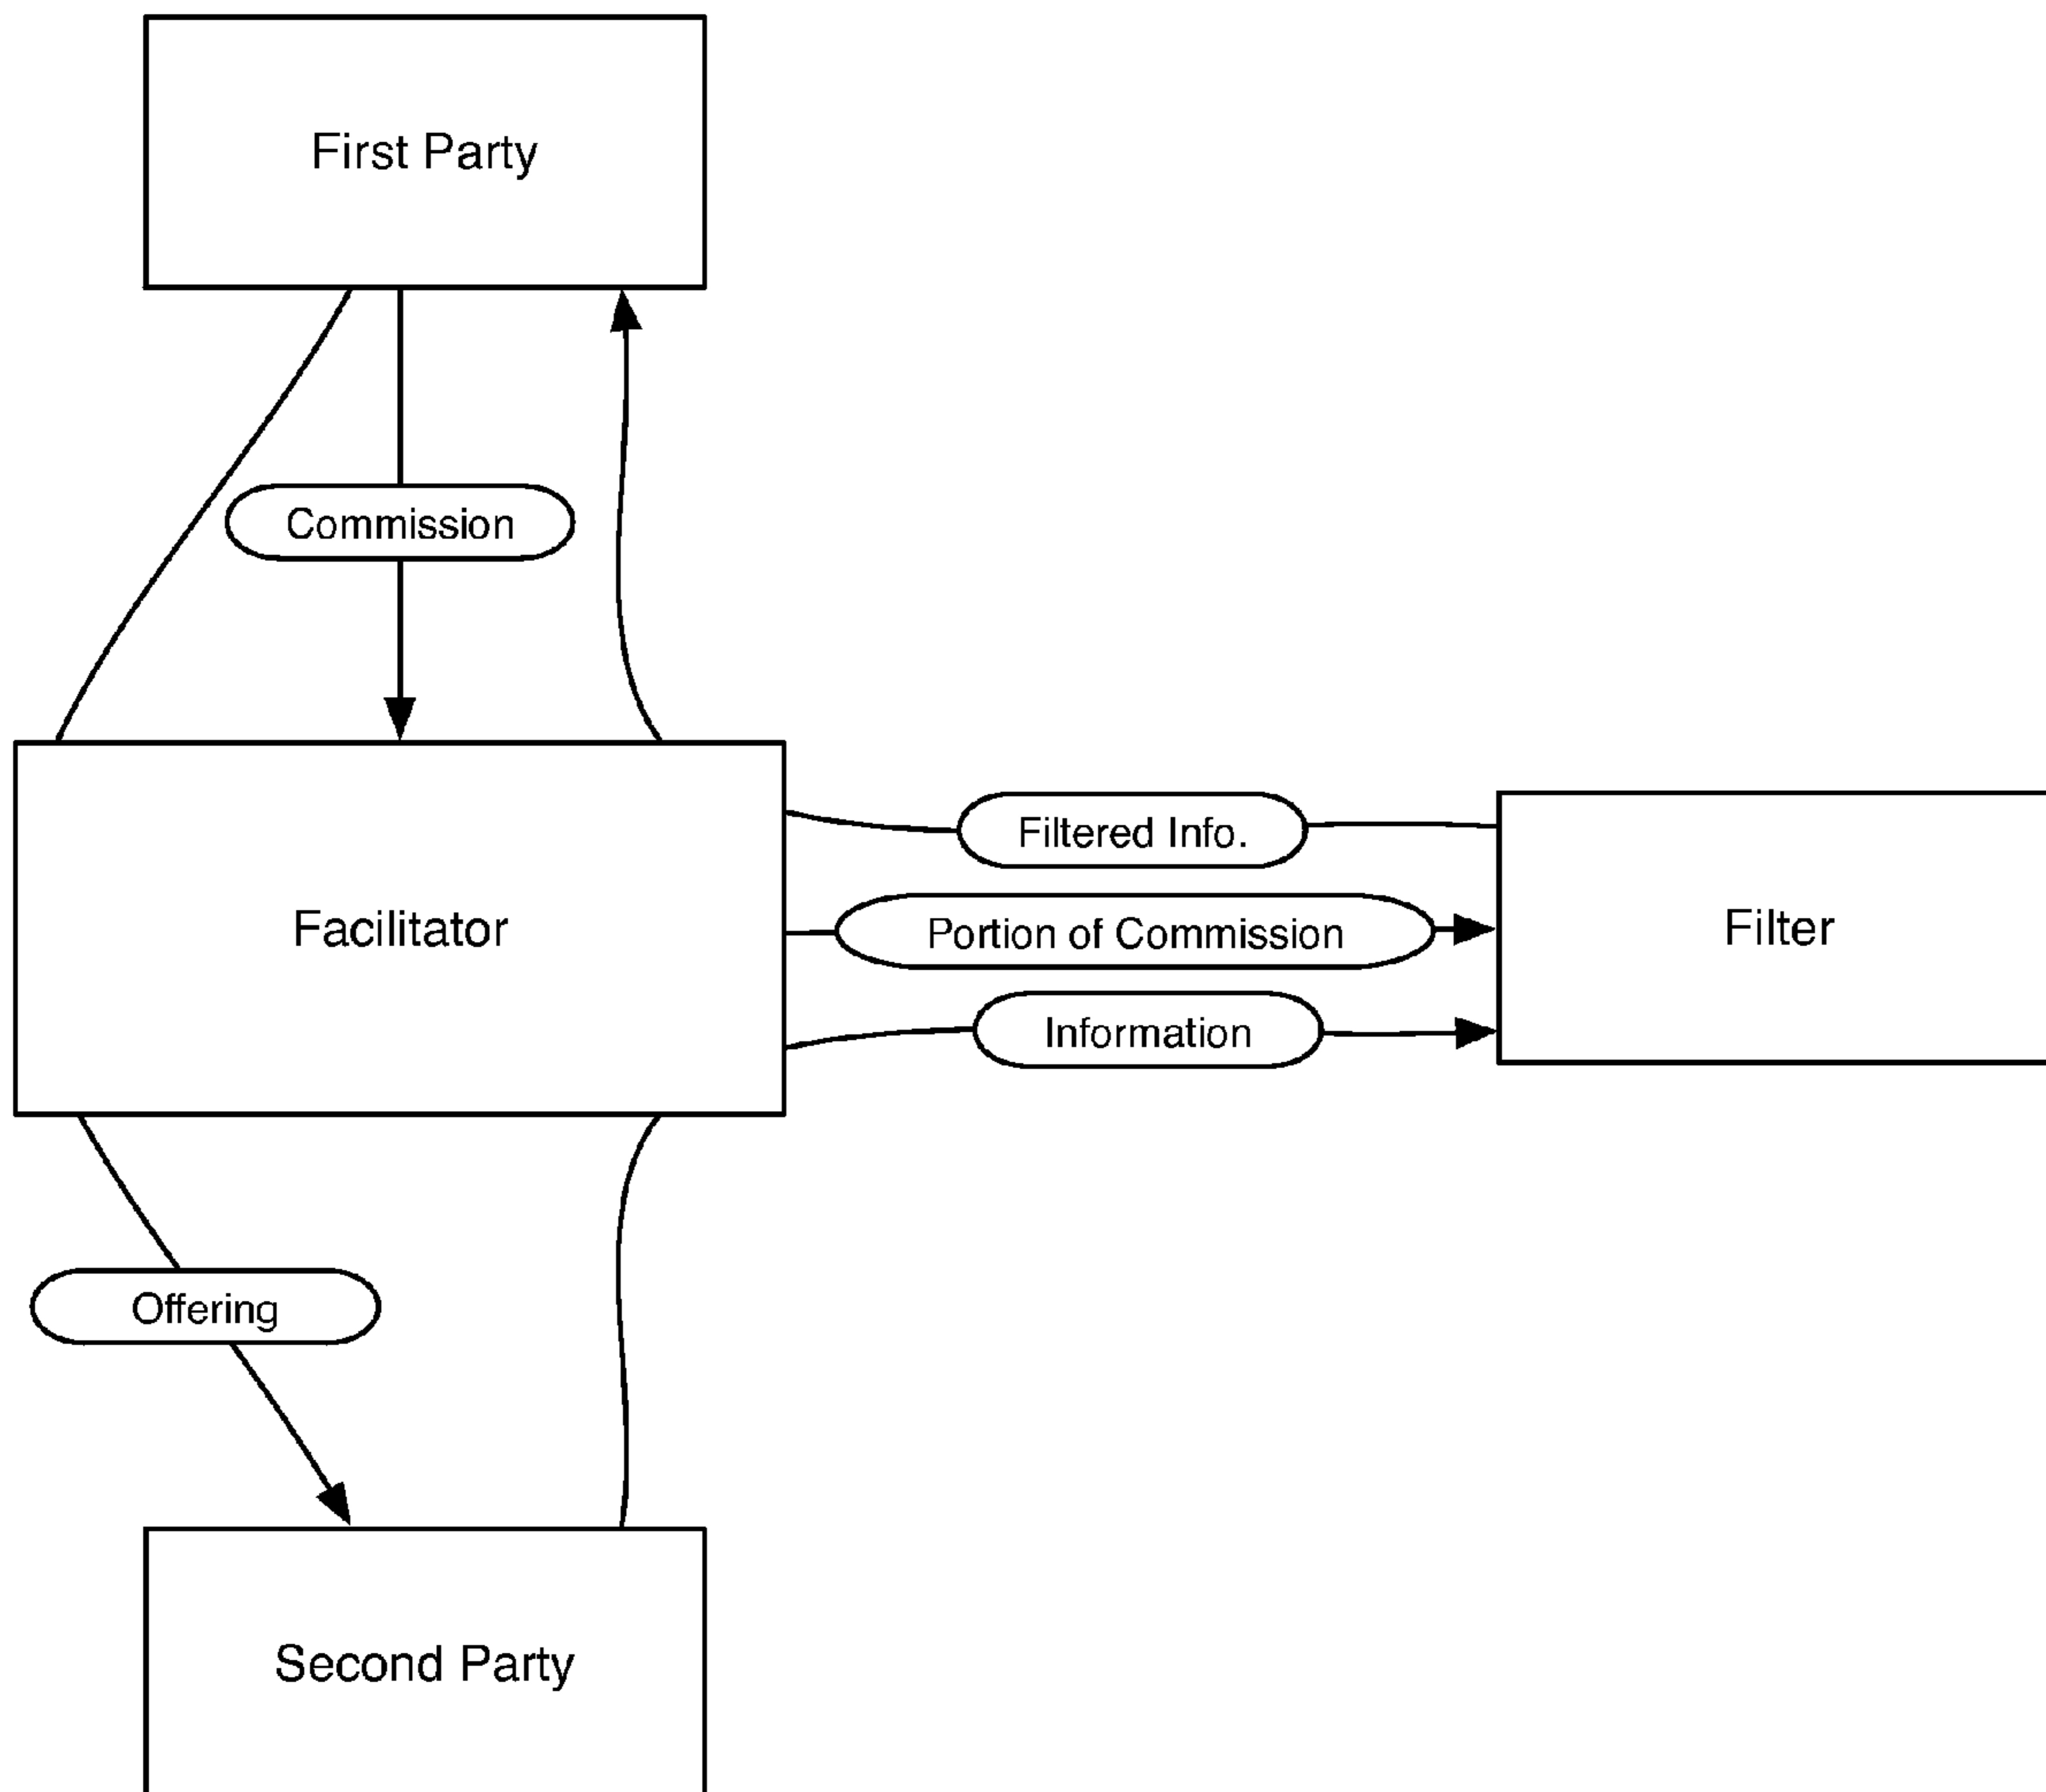 First Party
Commission
Filtered Info.
Facilitator
Portion of Commission
Filter
Information
Offering
Second Party